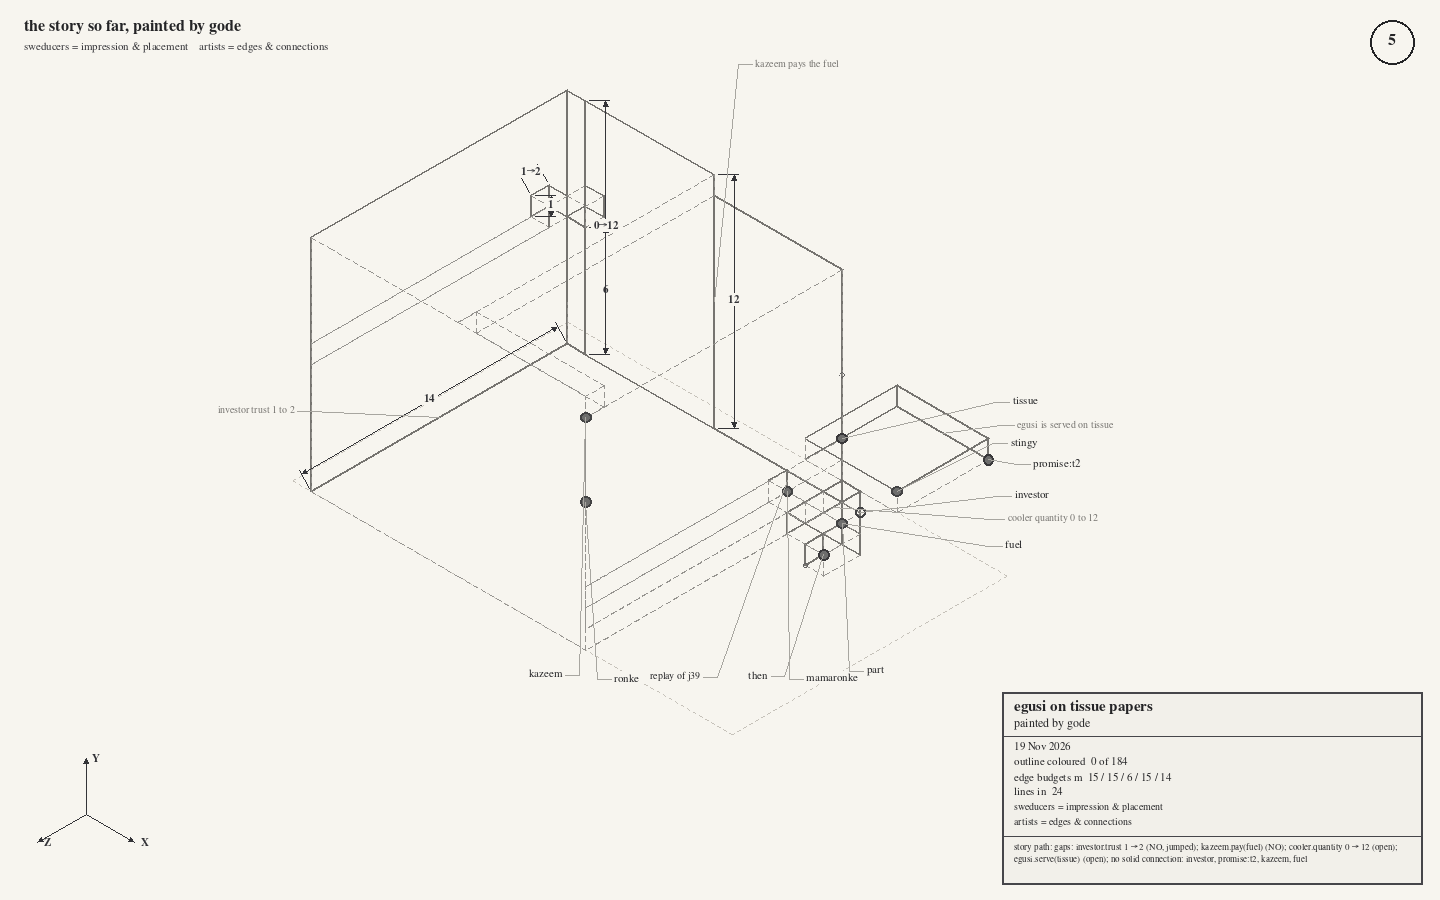 the story so far, painted by gode
sweducers = impression & placement artists = edges & connections
5
kazeem pays the fuel
1→2
1
0→12
6
12
14
investor trust 1 to 2
tissue
egusi is served on tissue
stingy
promise:t2
investor
cooler quantity 0 to 12
fuel
kazeem
ronke
replay of j39
then
mamaronke
part
Y
Z
X
egusi on tissue papers
painted by gode
19 Nov 2026
outline coloured 0 of 184
edge budgets m 15 / 15 / 6 / 15 / 14
lines in 24
sweducers = impression & placement
artists = edges & connections
story path: gaps: investor.trust 1 → 2 (NO, jumped); kazeem.pay(fuel) (NO); cooler.quantity 0 → 12 (open);
egusi.serve(tissue) (open); no solid connection: investor, promise:t2, kazeem, fuel